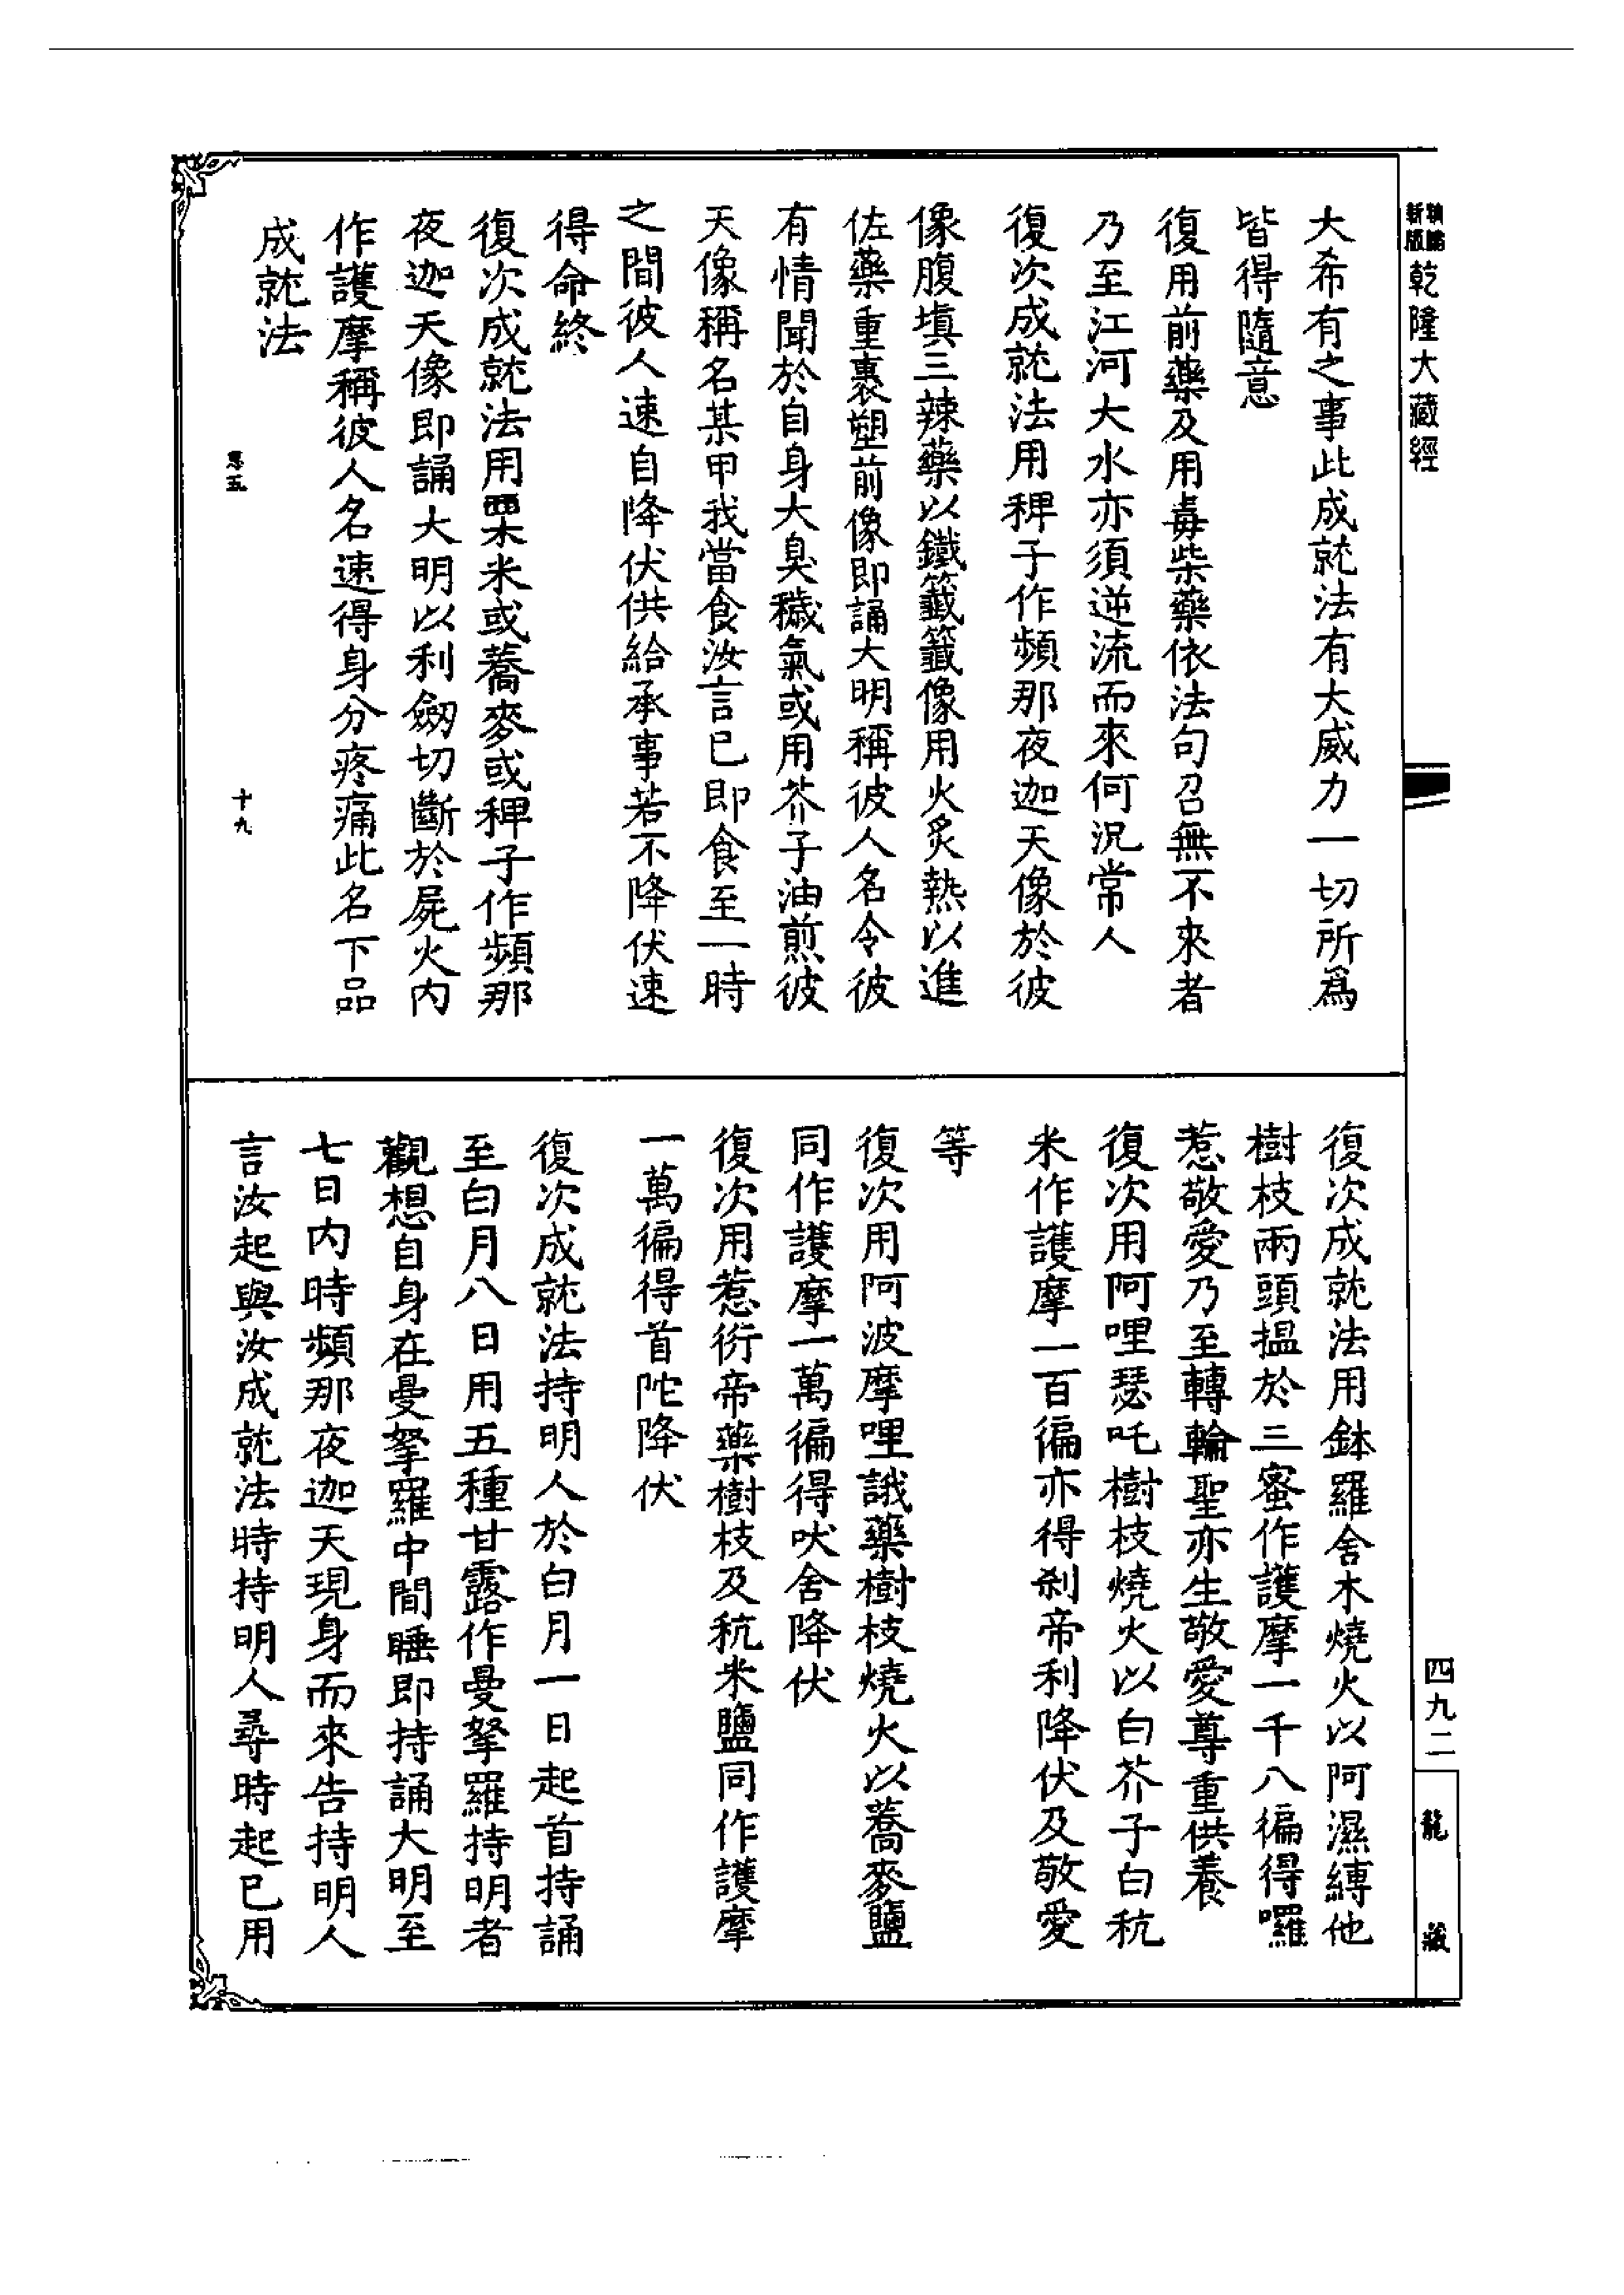 乾隆大藏經
大希有之事此成就法有大威力一切所爲
皆得隨意
復用前藥及用毒柴藥依法句召無不來者
乃至江河大水亦須逆流而來何況常人
復次成就法用稗子作頻那夜迦天像於彼
像腹填三辣藥以鐵籤籤像用火炙熱以進
佐藥重裹塑前像即誦大明稱彼人名令彼
有情聞於自身大臭穢氣或用芥子油煎彼
天像稱名某甲我當食汝言已即食至一時
之間彼人速自降伏供給承事若不降伏速
得命終
復次成就法用粟米或蕎麥或稗子作頻那
夜迦天像即誦大明以利劒切斷於屍火內
作護摩稱彼人名速得身分疼痛此名下品
成就法
十九
復次成就法用鉢羅舍木燒火以阿濕縛他
樹枝兩頭揾於三蜜作護摩一千八徧得囉
惹敬愛乃至轉輪聖亦生敬愛尊重供養
復次用阿哩瑟吒樹枝燒火以白芥子白秔
米作護摩一百徧亦得刹帝利降伏及敬愛
等
復次用阿波摩哩誐藥樹枝燒火以蕎麥鹽
同作護摩一萬徧得吠舍降伏
復次用惹衍帝藥樹枝及秔米鹽同作護摩
一萬徧得首陀降伏
復次成就法持明人於白月一日起首持誦
至白月八日用五種甘露作曼拏羅持明者
觀想自身在曼拏羅中間睡即持誦大明至
七日內時頻那夜迦天現身而來告持明人
言汝起與汝成就法時持明人尋時起已用
四九二
龍藏